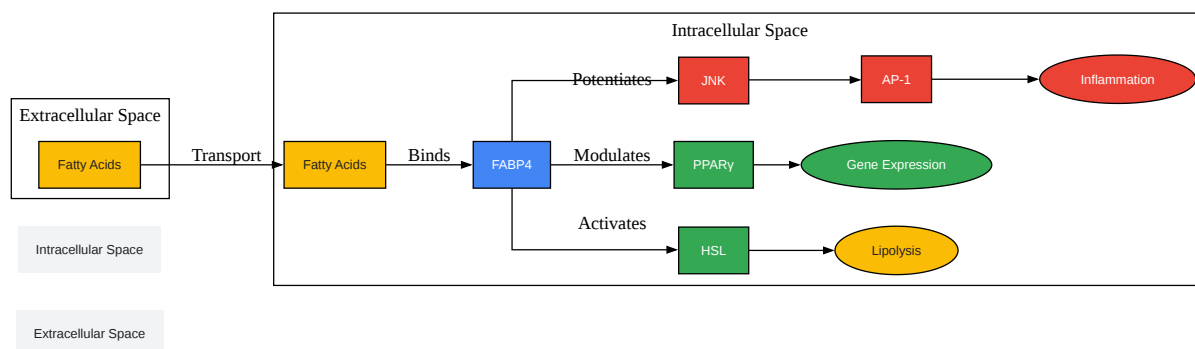 Intracellular Space
Potentiates
JNK
AP-1
Inflammation
Extracellular Space
Fatty Acids
Transport
Fatty Acids
Binds
FABP4
Modulates
PPARγ
Gene Expression
Activates
HSL
Lipolysis
Intracellular Space
Extracellular Space